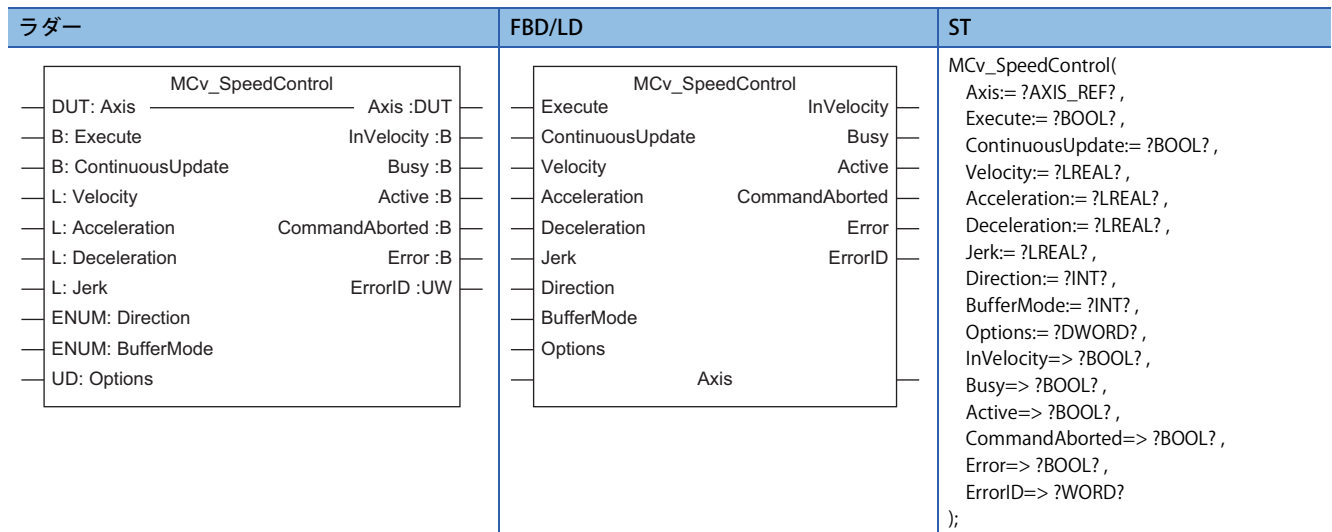 ラダー
FBD/LD
ST
MCv_SpeedControl
DUT: Axis Axis :DUT
B: Execute InVelocity :B
B: ContinuousUpdate Busy :B
L: Velocity Active :B
L: Acceleration CommandAborted :B
L: Deceleration Error :B
L: Jerk ErrorID :UW
ENUM: Direction
ENUM: BufferMode
UD: Options
MCv_SpeedControl
Execute InVelocity
ContinuousUpdate Busy
Velocity Active
Acceleration CommandAborted
Deceleration Error
Jerk ErrorID
Direction
BufferMode
Options
Axis
MCv_SpeedControl(
Axis:= ?AXIS_REF? ,
Execute:= ?BOOL? ,
ContinuousUpdate:= ?BOOL? ,
Velocity:= ?LREAL? ,
Acceleration:= ?LREAL? ,
Deceleration:= ?LREAL? ,
Jerk:= ?LREAL? ,
Direction:= ?INT? ,
BufferMode:= ?INT? ,
Options:= ?DWORD? ,
InVelocity=> ?BOOL? ,
Busy=> ?BOOL? ,
Active=> ?BOOL? ,
CommandAborted=> ?BOOL? ,
Error=> ?BOOL? ,
ErrorID=> ?WORD?
);